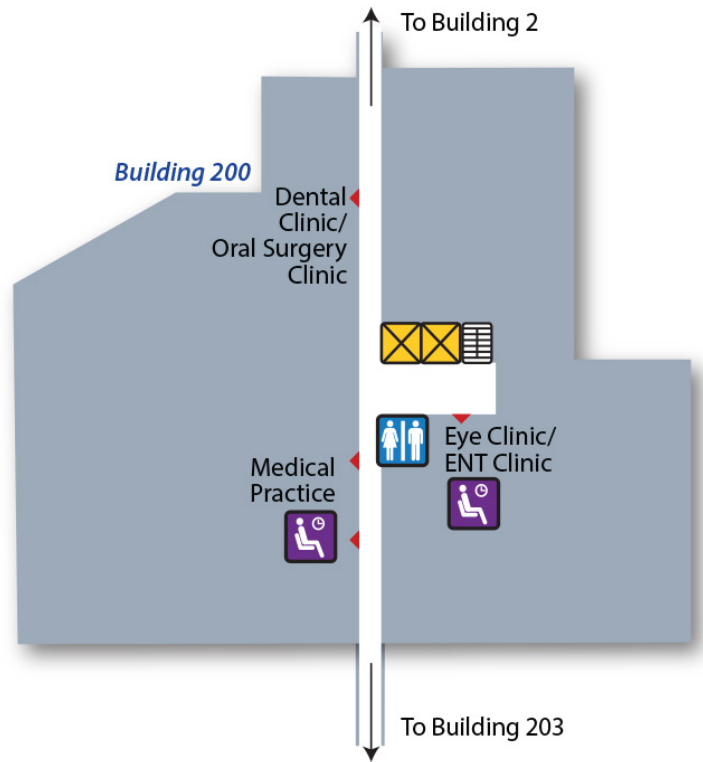 To Building 2
Building 200
Dental
Clinic/
Oral Surgery
Clinic
Eye Clinic/
ENT Clinic
Medical
Practice
To Building 203